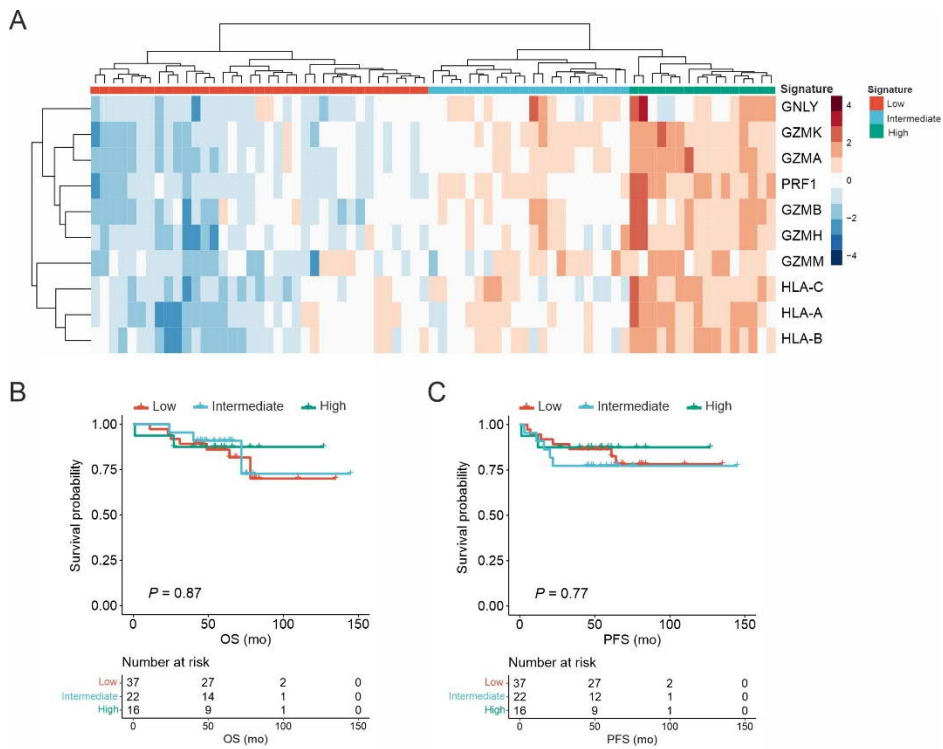 A
Signature
GNLY
GZMK
GZMA
PRF1
GZMB
GZMH
GZMM
HLA-C
HLA-A
HLA-B
4
2
0
−2
−4
Signature
Low
Intermediate
High
B
Low Intermediate High
1.00
0.75
0.50
0.25
0.00
Survival probability
P = 0.87
0 50 100 150
OS (mo)
Number at risk
Low 37 27 2 0
Intermediate 22 14 1 0
High 16 9 1 0
0 50 100 150
OS (mo)
C
Low Intermediate High
1.00
0.75
0.50
0.25
0.00
Survival probability
P = 0.77
0 50 100 150
PFS (mo)
Number at risk
Low 37 27 2 0
Intermediate 22 12 1 0
High 16 9 1 0
0 50 100 150
PFS (mo)